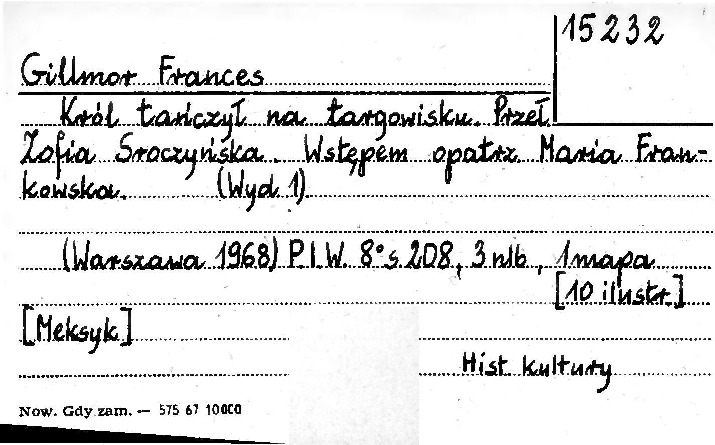 15232
Gillmor Frances
Król tańczył na targowisku. Przeł.
Zofia Sroczyńska. Wstępem opatrz. Maria Fran-
kowska. (Wyd. 1)
(Warszawa 1968) P.I.W. 8° s. 208, 3 nlb, 1 mapa
[10 ilustr.]
[Meksyk]
Hist. kultury
Now. Gdy zam. — 575 67 10000